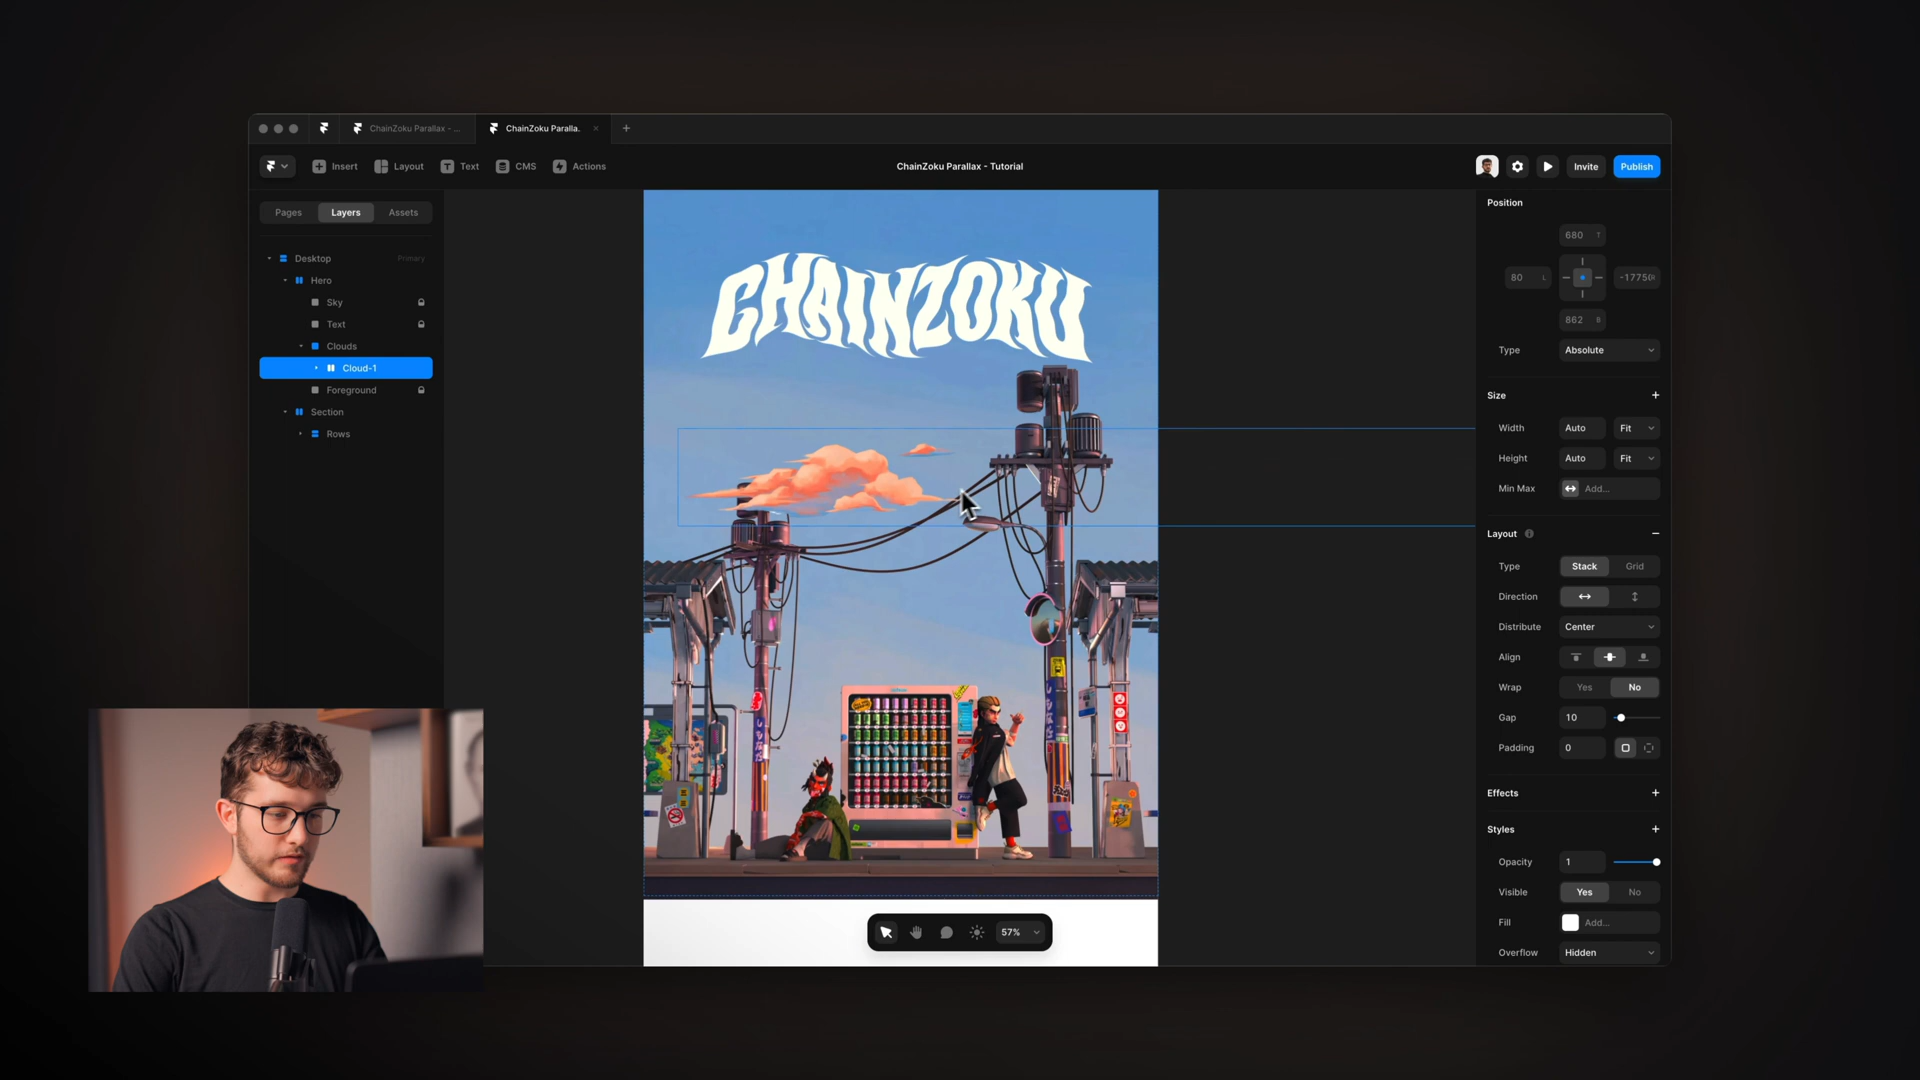 ChainZoku Parallax - ...
ChainZoku Paralla.
Insert
Layout
Text
CMS
Actions
ChainZoku Parallax - Tutorial
Invite
Publish
Pages
Layers
Assets
Desktop
Primary
Hero
Sky
Text
Clouds
Cloud-1
Foreground
Section
Rows
CHAINZOKU
57%
Position
680 T
80 L
-1775
862 B
Type
Absolute
Size
Width
Auto
Fit
Height
Auto
Fit
Min Max
Add...
Layout
Type
Stack
Grid
Direction
Distribute
Center
Align
Wrap
Yes
No
Gap
10
Padding
0
Effects
Styles
Opacity
1
Visible
Yes
No
Fill
Add...
Overflow
Hidden